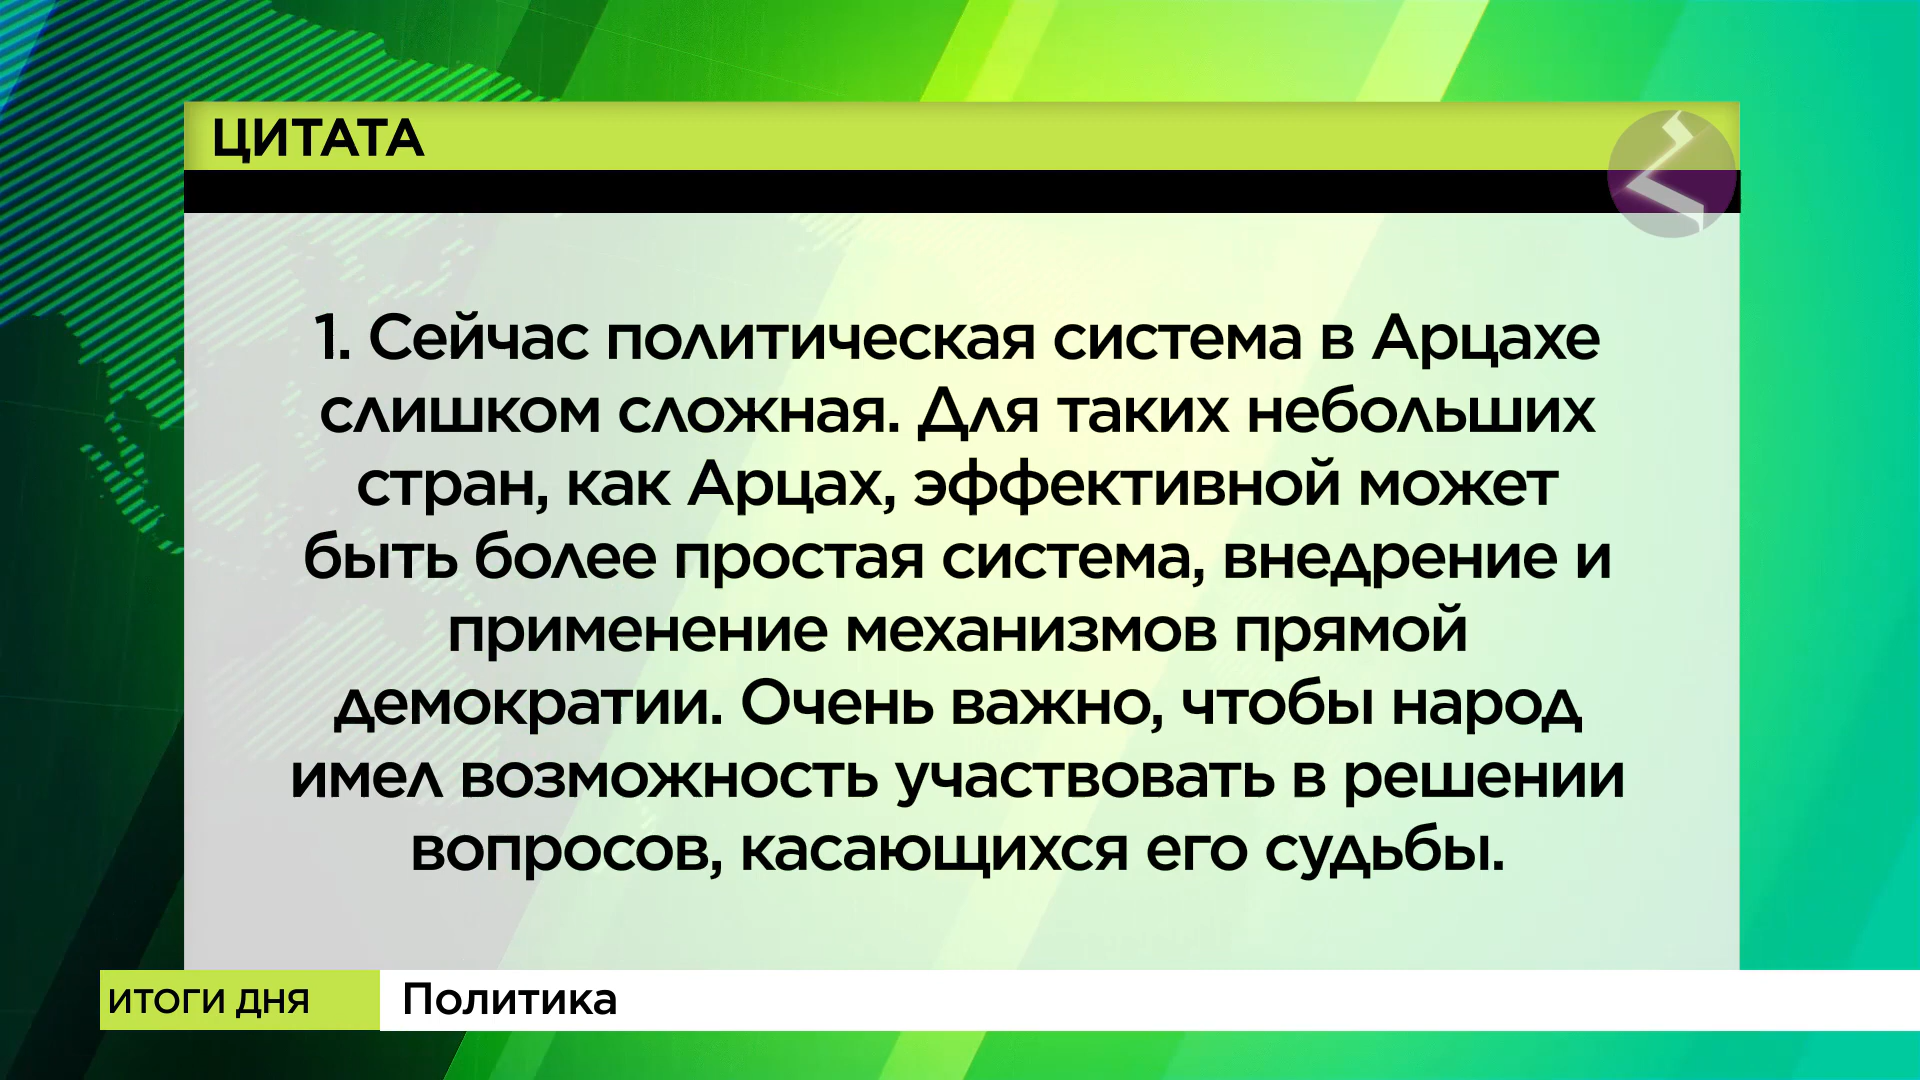 ЦИТАТА
1. Сейчас политическая система в Арцахе
слишком сложная. Для таких небольших
стран, как Арцах, эффективной может
быть более простая система, внедрение и
применение механизмов прямой
демократии. Очень важно, чтобы народ
имел возможность участвовать в решении
вопросов, касающихся его судьбы.
ИТОГИ ДНЯ
Политика